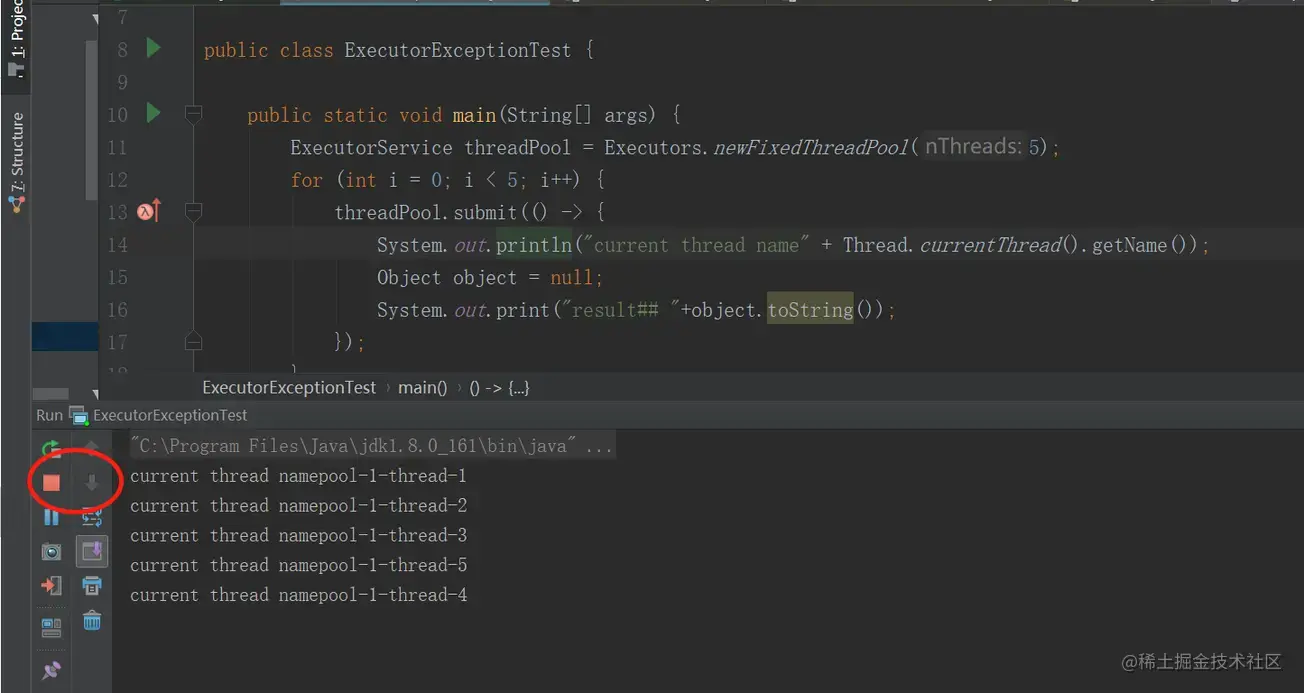 1: Projec
7: Structure
7
8 public class ExecutorExceptionTest {
9
10 public static void main(String[] args) {
11 ExecutorService threadPool = Executors.newFixedThreadPool( nThreads: 5);
12 for (int i = 0; i < 5; i++) {
13 threadPool.submit(() -> {
14 System.out.println("current thread name" + Thread.currentThread().getName());
15 Object object = null;
16 System.out.print("result## "+object.toString());
17 });
ExecutorExceptionTest › main() › () -> {...}
Run ExecutorExceptionTest
"C:\Program Files\Java\jdk1.8.0_161\bin\java" ...
current thread namepool-1-thread-1
current thread namepool-1-thread-2
current thread namepool-1-thread-3
current thread namepool-1-thread-5
current thread namepool-1-thread-4
@稀土掘金技术社区